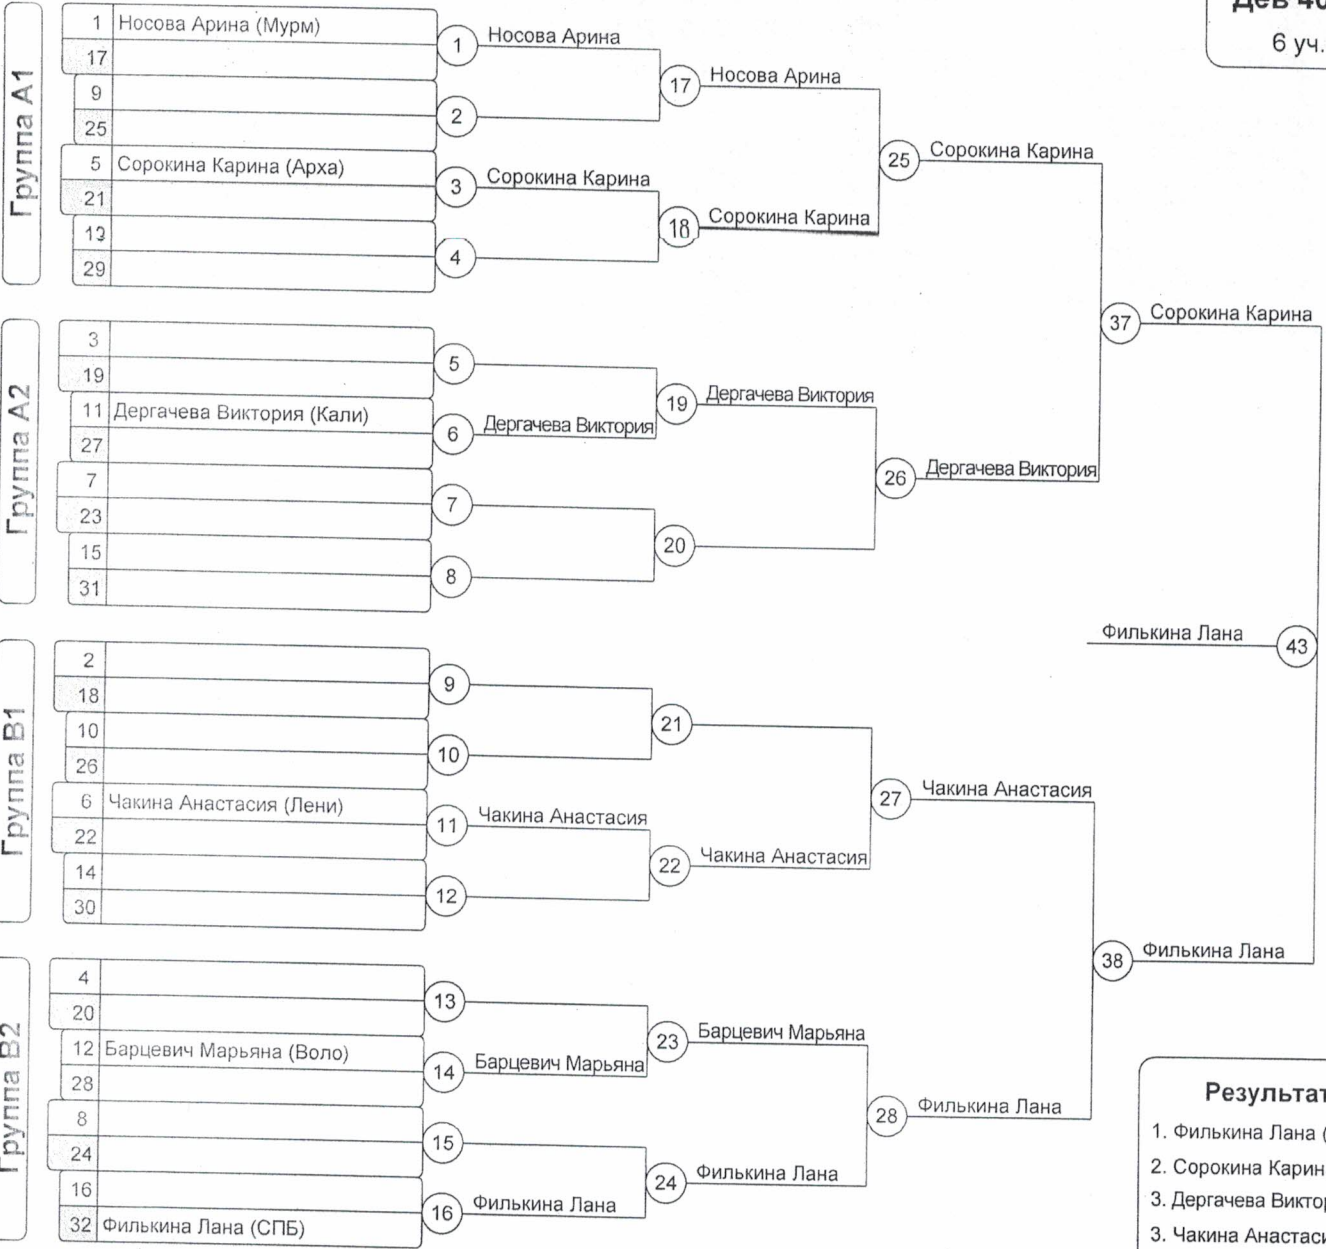 Дев 40
6 уч.
Группа A1
1 Носова Арина (Мурм)
17
9
25
5 Сорокина Карина (Арха)
21
13
29
1 Носова Арина
2
3 Сорокина Карина
4
17 Носова Арина
18 Сорокина Карина
25 Сорокина Карина
Группа A2
3
19
11 Дергачева Виктория (Кали)
27
7
23
15
31
5
6 Дергачева Виктория
7
8
19 Дергачева Виктория
20
26 Дергачева Виктория
37 Сорокина Карина
Филькина Лана 43
Группа B1
2
18
10
26
6 Чакина Анастасия (Лени)
22
14
30
9
10
11 Чакина Анастасия
12
21
22 Чакина Анастасия
27 Чакина Анастасия
Группа B2
4
20
12 Барцевич Марьяна (Воло)
28
8
24
16
32 Филькина Лана (СПБ)
13
14 Барцевич Марьяна
15
16 Филькина Лана
23 Барцевич Марьяна
24 Филькина Лана
28 Филькина Лана
38 Филькина Лана
Результат
1. Филькина Лана (
2. Сорокина Карин
3. Дергачева Виктор
3. Чакина Анастаси